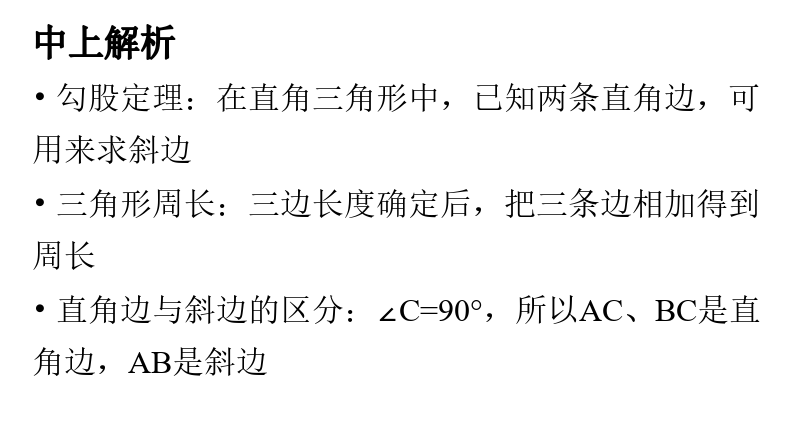 中上解析
• 勾股定理：在直角三角形中，已知两条直角边，可
用来求斜边
• 三角形周长：三边长度确定后，把三条边相加得到
周长
• 直角边与斜边的区分：∠C=90°，所以AC、BC是直
角边，AB是斜边